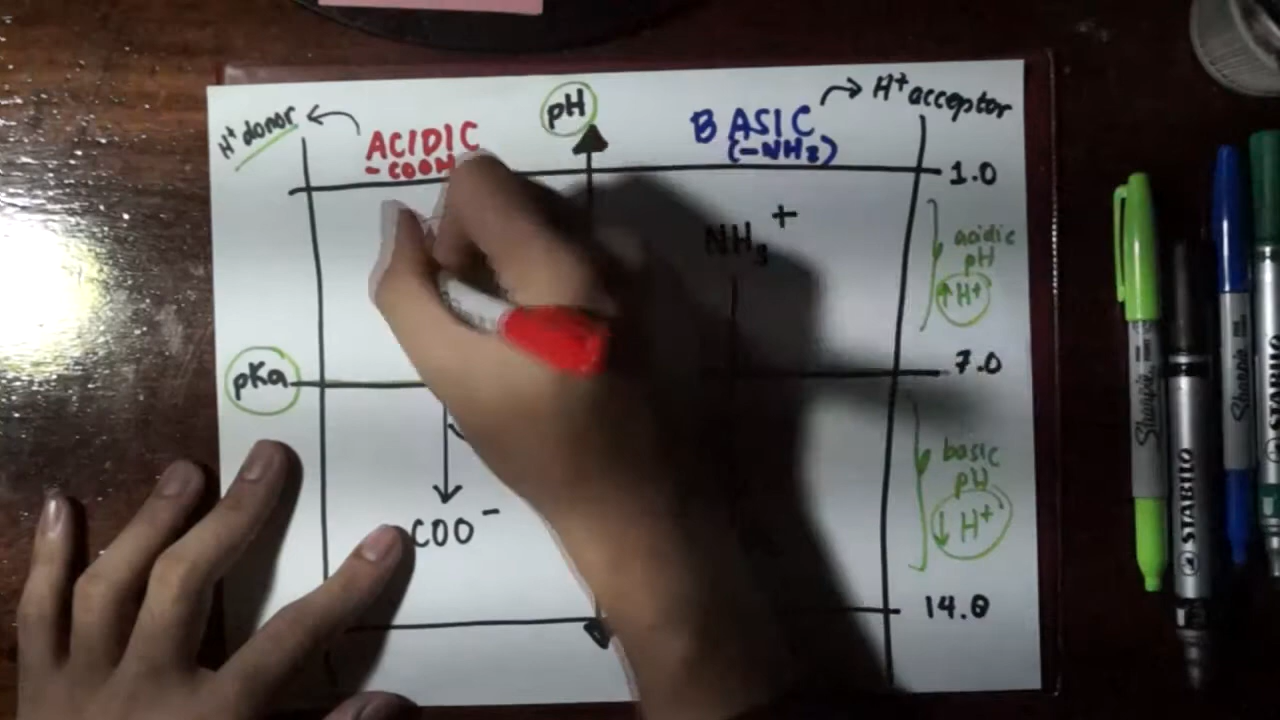 H⁺ donor
ACIDIC
-COOH
pH
BASIC
(-NH₂)
H⁺ acceptor
1.0
NH₃⁺
acidic
pH
↑H⁺
pKa
7.0
COO⁻
basic
pH
↓H⁺
14.0
Sharpie
STABILO
Sharpie
STABILO